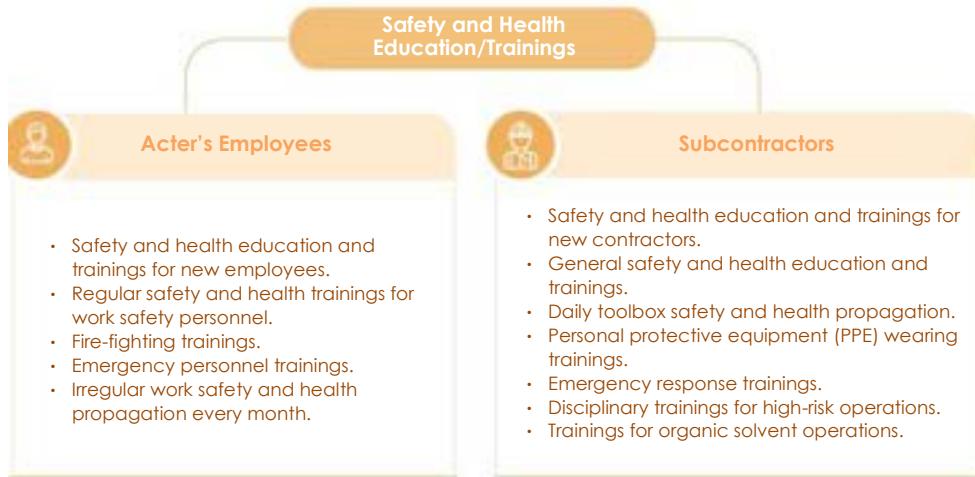 Safety and Health
Education/Trainings
Acter's Employees
• Safety and health education and
trainings for new employees.
• Regular safety and health trainings for
work safety personnel.
• Fire-fighting trainings.
• Emergency personnel trainings.
• Irregular work safety and health
propagation every month.
Subcontractors
• Safety and health education and trainings for
new contractors.
• General safety and health education and
trainings.
• Daily toolbox safety and health propagation.
• Personal protective equipment (PPE) wearing
trainings.
• Emergency response trainings.
• Disciplinary trainings for high-risk operations.
• Trainings for organic solvent operations.